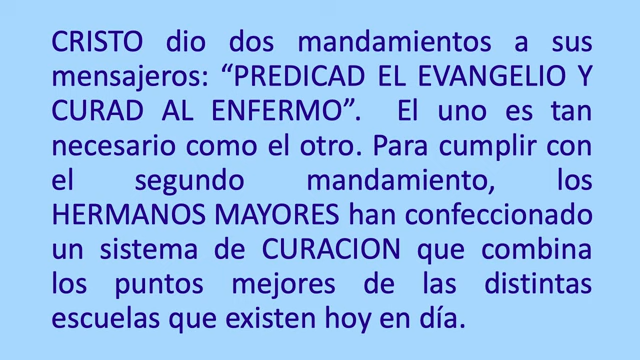 CRISTO dio dos mandamientos a sus
mensajeros: “PREDICAD EL EVANGELIO Y
CURAD AL ENFERMO”. El uno es tan
necesario como el otro. Para cumplir con
el segundo mandamiento, los
HERMANOS MAYORES han confeccionado
un sistema de CURACION que combina
los puntos mejores de las distintas
escuelas que existen hoy en día.